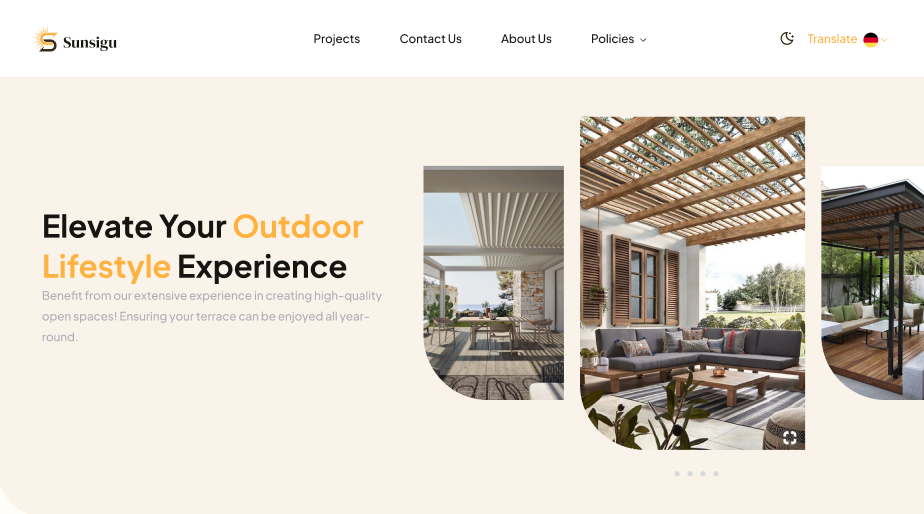 Sunsigu
Projects
Contact Us
About Us
Policies
Translate
Elevate Your Outdoor
Lifestyle Experience
Benefit from our extensive experience in creating high-quality
open spaces! Ensuring your terrace can be enjoyed all year-
round.